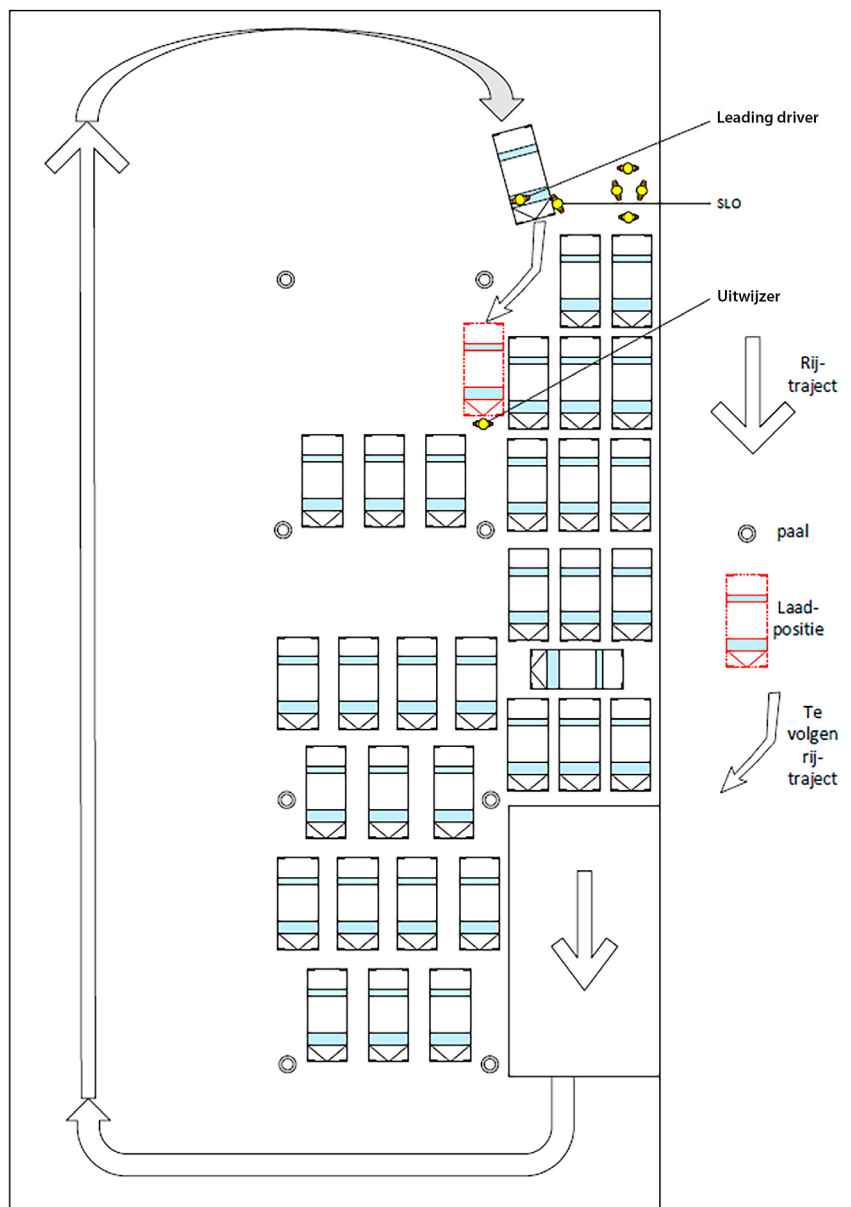 Leading driver
SLO
Uitwijzer
Rij-
traject
paal
Laad-
positie
Te
volgen
rij-
traject